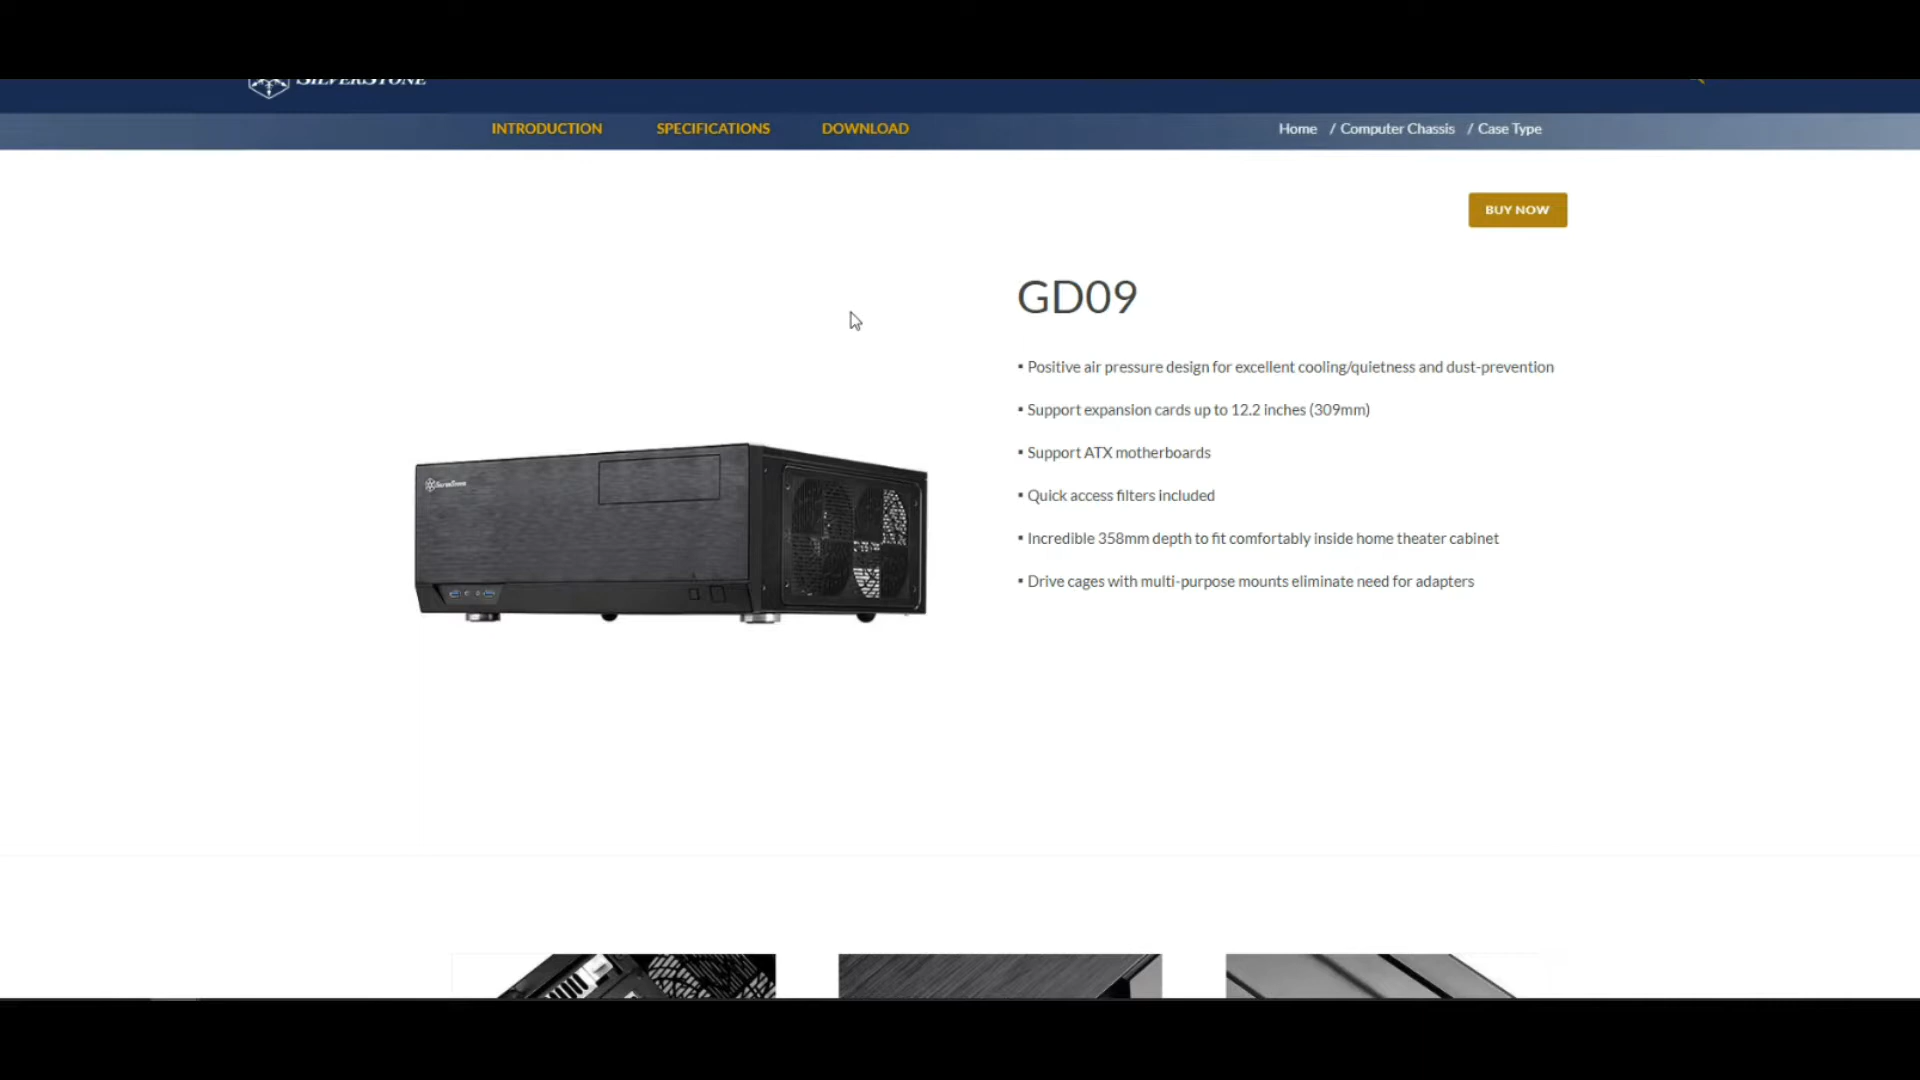 SILVERSTONE
INTRODUCTION
SPECIFICATIONS
DOWNLOAD
Home / Computer Chassis / Case Type
BUY NOW
GD09
▪ Positive air pressure design for excellent cooling/quietness and dust-prevention
▪ Support expansion cards up to 12.2 inches (309mm)
▪ Support ATX motherboards
▪ Quick access filters included
▪ Incredible 358mm depth to fit comfortably inside home theater cabinet
▪ Drive cages with multi-purpose mounts eliminate need for adapters
SilverStone